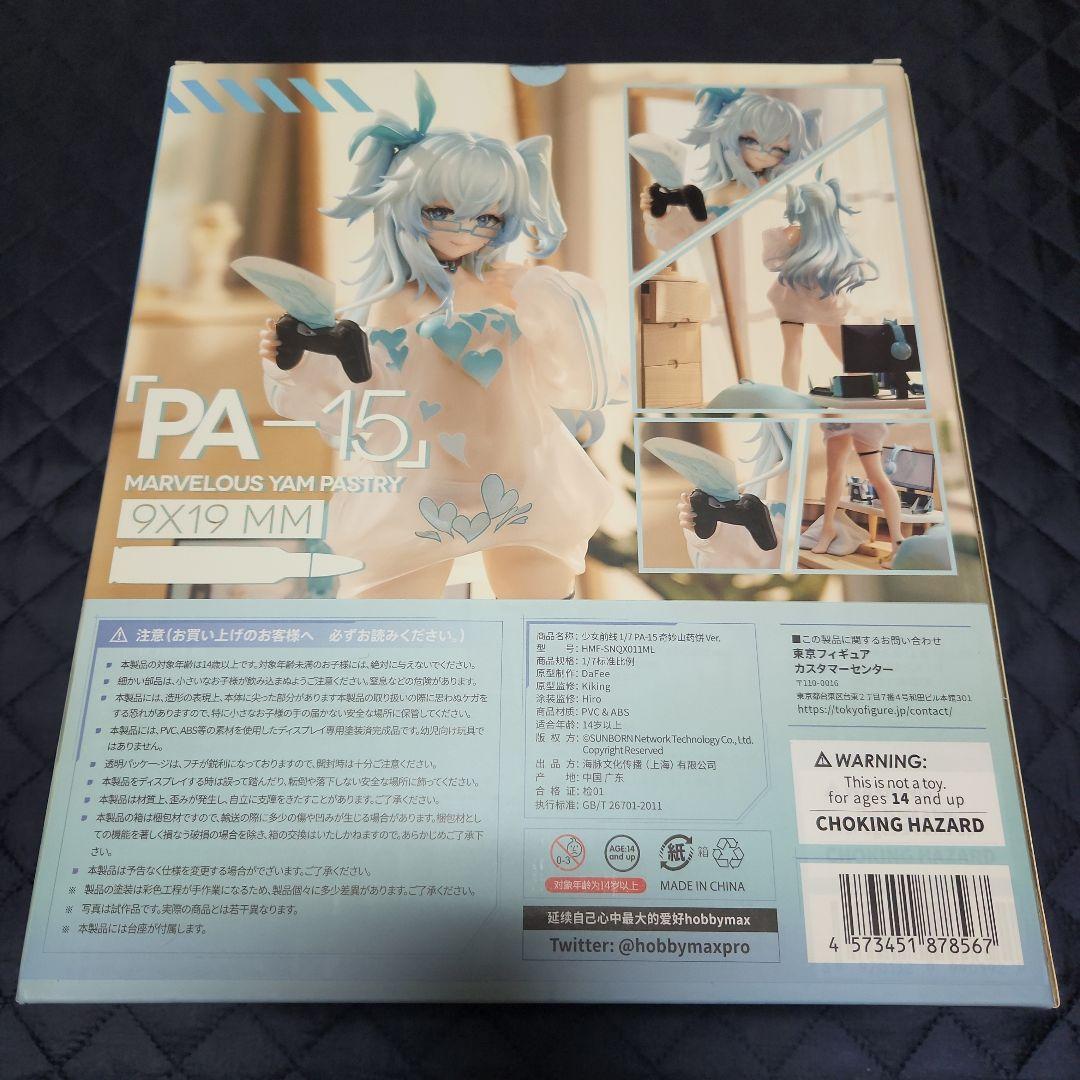 「PA-15」
MARVELOUS YAM PASTRY
9X19 MM
注意(お買い上げのお客様へ 必ずお読みください。)
■ 本製品の対象年齢は14歳以上です。対象年齢未満のお子様には、絶対に与えないでください。
■ 細かい部品は、小さいなお子様が飲み込まぬようにしてください。窒息などの危険があります。
■ 本製品には、造形の表現上、本体に尖った部分があります本製品の取り扱いの際に思わぬケガを
する恐れがありますので、特に小さなお子様の手の届かない安全な場所に保管してください。
■ 本製品は、PVC、ABS等の素材を使用したディスプレイ専用塗装済完成品です。幼児向け玩具で
はありません。
■ 透明パッケージは、フチが鋭利になっておりますので、開封時は十分ご注意ください。
■ 本製品をディスプレイする時は誤って踏んだり、転倒や落下しない安全な場所に飾ってください。
■ 本製品は材質上、歪みが発生し、自立に支障をきたすことがあります。ご了承ください。
■ 本製品の箱は梱包材ですので、輸送の際に多少の傷や凹みが生じる場合があります。梱包材とし
ての機能を著しく損なう破損の場合を除き、箱の交換はいたしかねますので。あらかじめご了承下
さい。
■ 本製品は予告なく仕様を変更する場合がでございます。ご了承ください。
※ 製品の塗装は彩色工程が手作業になるため、製品個々に多少差異があります。ご了承ください。
※ 写真は試作品です。実際の商品とは若干異なります。
※ 本製品には台座が付属します。
商品名称: 少女前线 1/7 PA-15 奇妙山药饼 Ver.
型 号: HMF-SNQX011ML
商品规格: 1/7标准比例
原型制作: DaFee
原型监修: Kiking
涂装监修: Hiro
商品材质: PVC & ABS
适合年龄: 14岁以上
版 权 方: ©SUNBORN Network Technology Co., Ltd.
Copyright Reserved
出 品 方: 海脉文化传播(上海)有限公司
产 地: 中国 广东
合 格 证: 检01
执行标准: GB/T 26701-2011
0-3
AGE:14
and up
紙
箱
対象年齢为14岁以上
MADE IN CHINA
延续自己心中最大的爱好hobbymax
Twitter: @hobbymaxpro
■この製品に関するお問い合わせ
東京フィギュア
カスタマーセンター
〒110-0016
東京都台東区台東2丁目7番4号和田ビル本館301
https://tokyofigure.jp/contact/
WARNING:
This is not a toy.
for ages 14 and up
CHOKING HAZARD
4 573451 878567